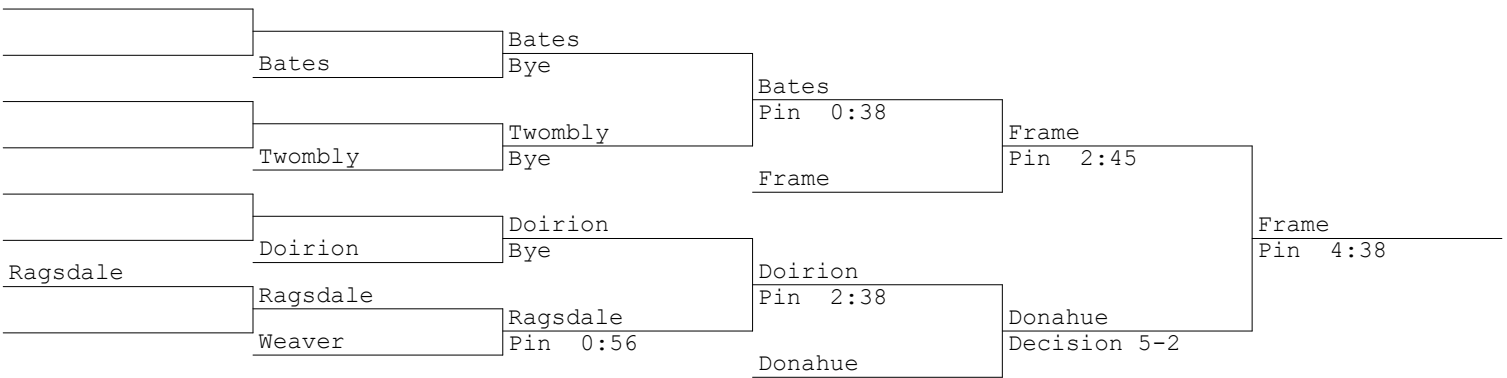 Bates
Bates
Bye
Bates
Pin 0:38
Twombly
Twombly
Bye
Frame
Frame
Pin 2:45
Doirion
Doirion
Bye
Ragsdale
Ragsdale
Weaver
Ragsdale
Pin 0:56
Doirion
Pin 2:38
Donahue
Donahue
Decision 5-2
Frame
Pin 4:38